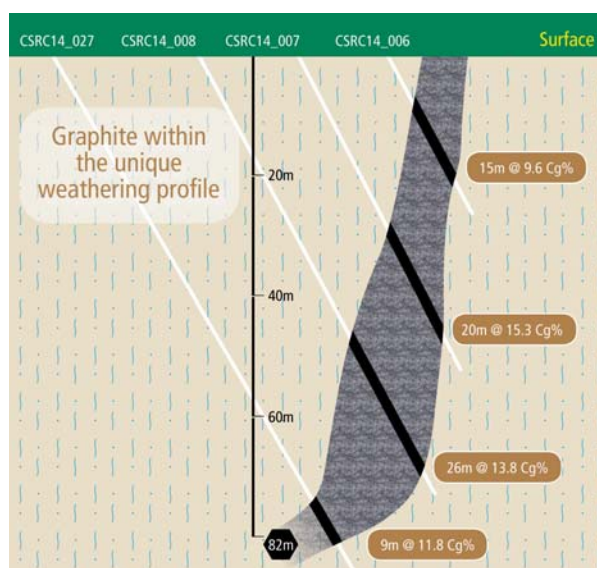 CSRC14_027 CSRC14_008 CSRC14_007 CSRC14_006 Surface
Graphite within
the unique
weathering profile
20m
15m @ 9.6 Cg%
40m
20m @ 15.3 Cg%
60m
26m @ 13.8 Cg%
82m
9m @ 11.8 Cg%